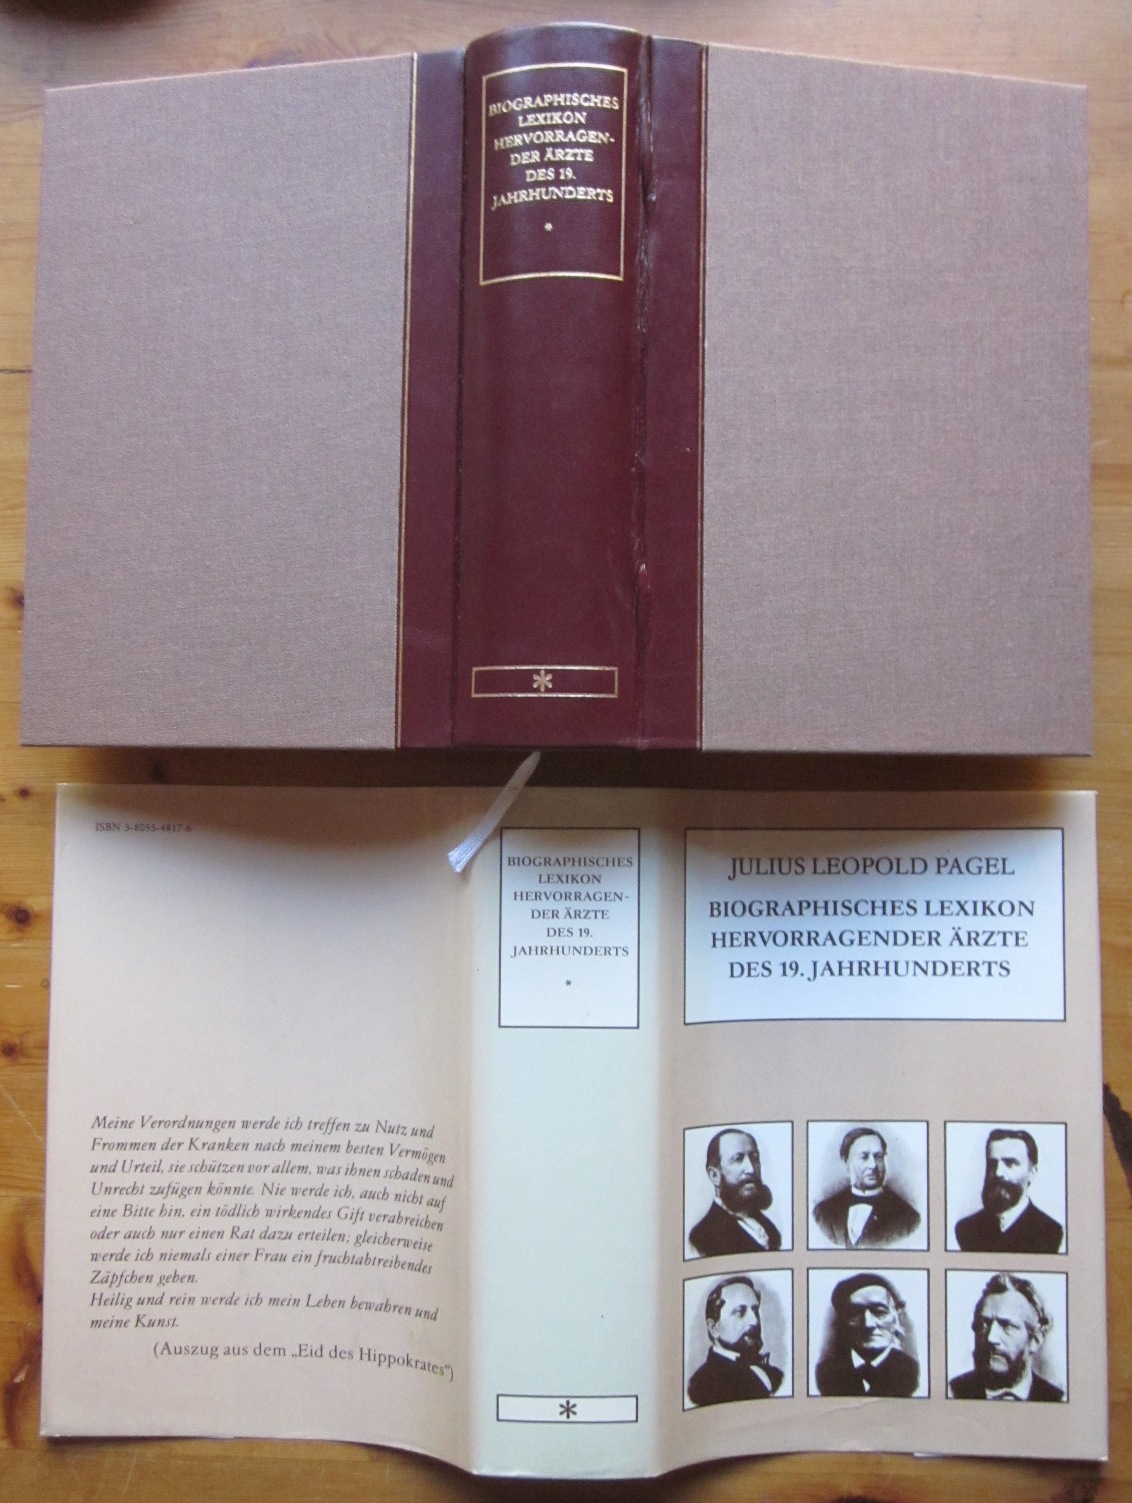 BIOGRAPHISCHES
LEXIKON
HERVORRAGEN-
DER ÄRZTE
DES 19.
JAHRHUNDERTS
*
*
ISBN 3-8055-4817-6
BIOGRAPHISCHES
LEXIKON
HERVORRAGEN-
DER ÄRZTE
DES 19.
JAHRHUNDERTS
*
*
JULIUS LEOPOLD PAGEL
BIOGRAPHISCHES LEXIKON
HERVORRAGENDER ÄRZTE
DES 19. JAHRHUNDERTS
Meine Verordnungen werde ich treffen zu Nutz und
Frommen der Kranken nach meinem besten Vermögen
und Urteil, sie schützen vor allem, was ihnen schaden und
Unrecht zufügen könnte. Nie werde ich, auch nicht auf
eine Bitte hin, ein tödlich wirkendes Gift verabreichen
oder auch nur einen Rat dazu erteilen; gleicherweise
werde ich niemals einer Frau ein fruchtabtreibendes
Zäpfchen geben.
Heilig und rein werde ich mein Leben bewahren und
meine Kunst.
(Auszug aus dem „Eid des Hippokrates“)